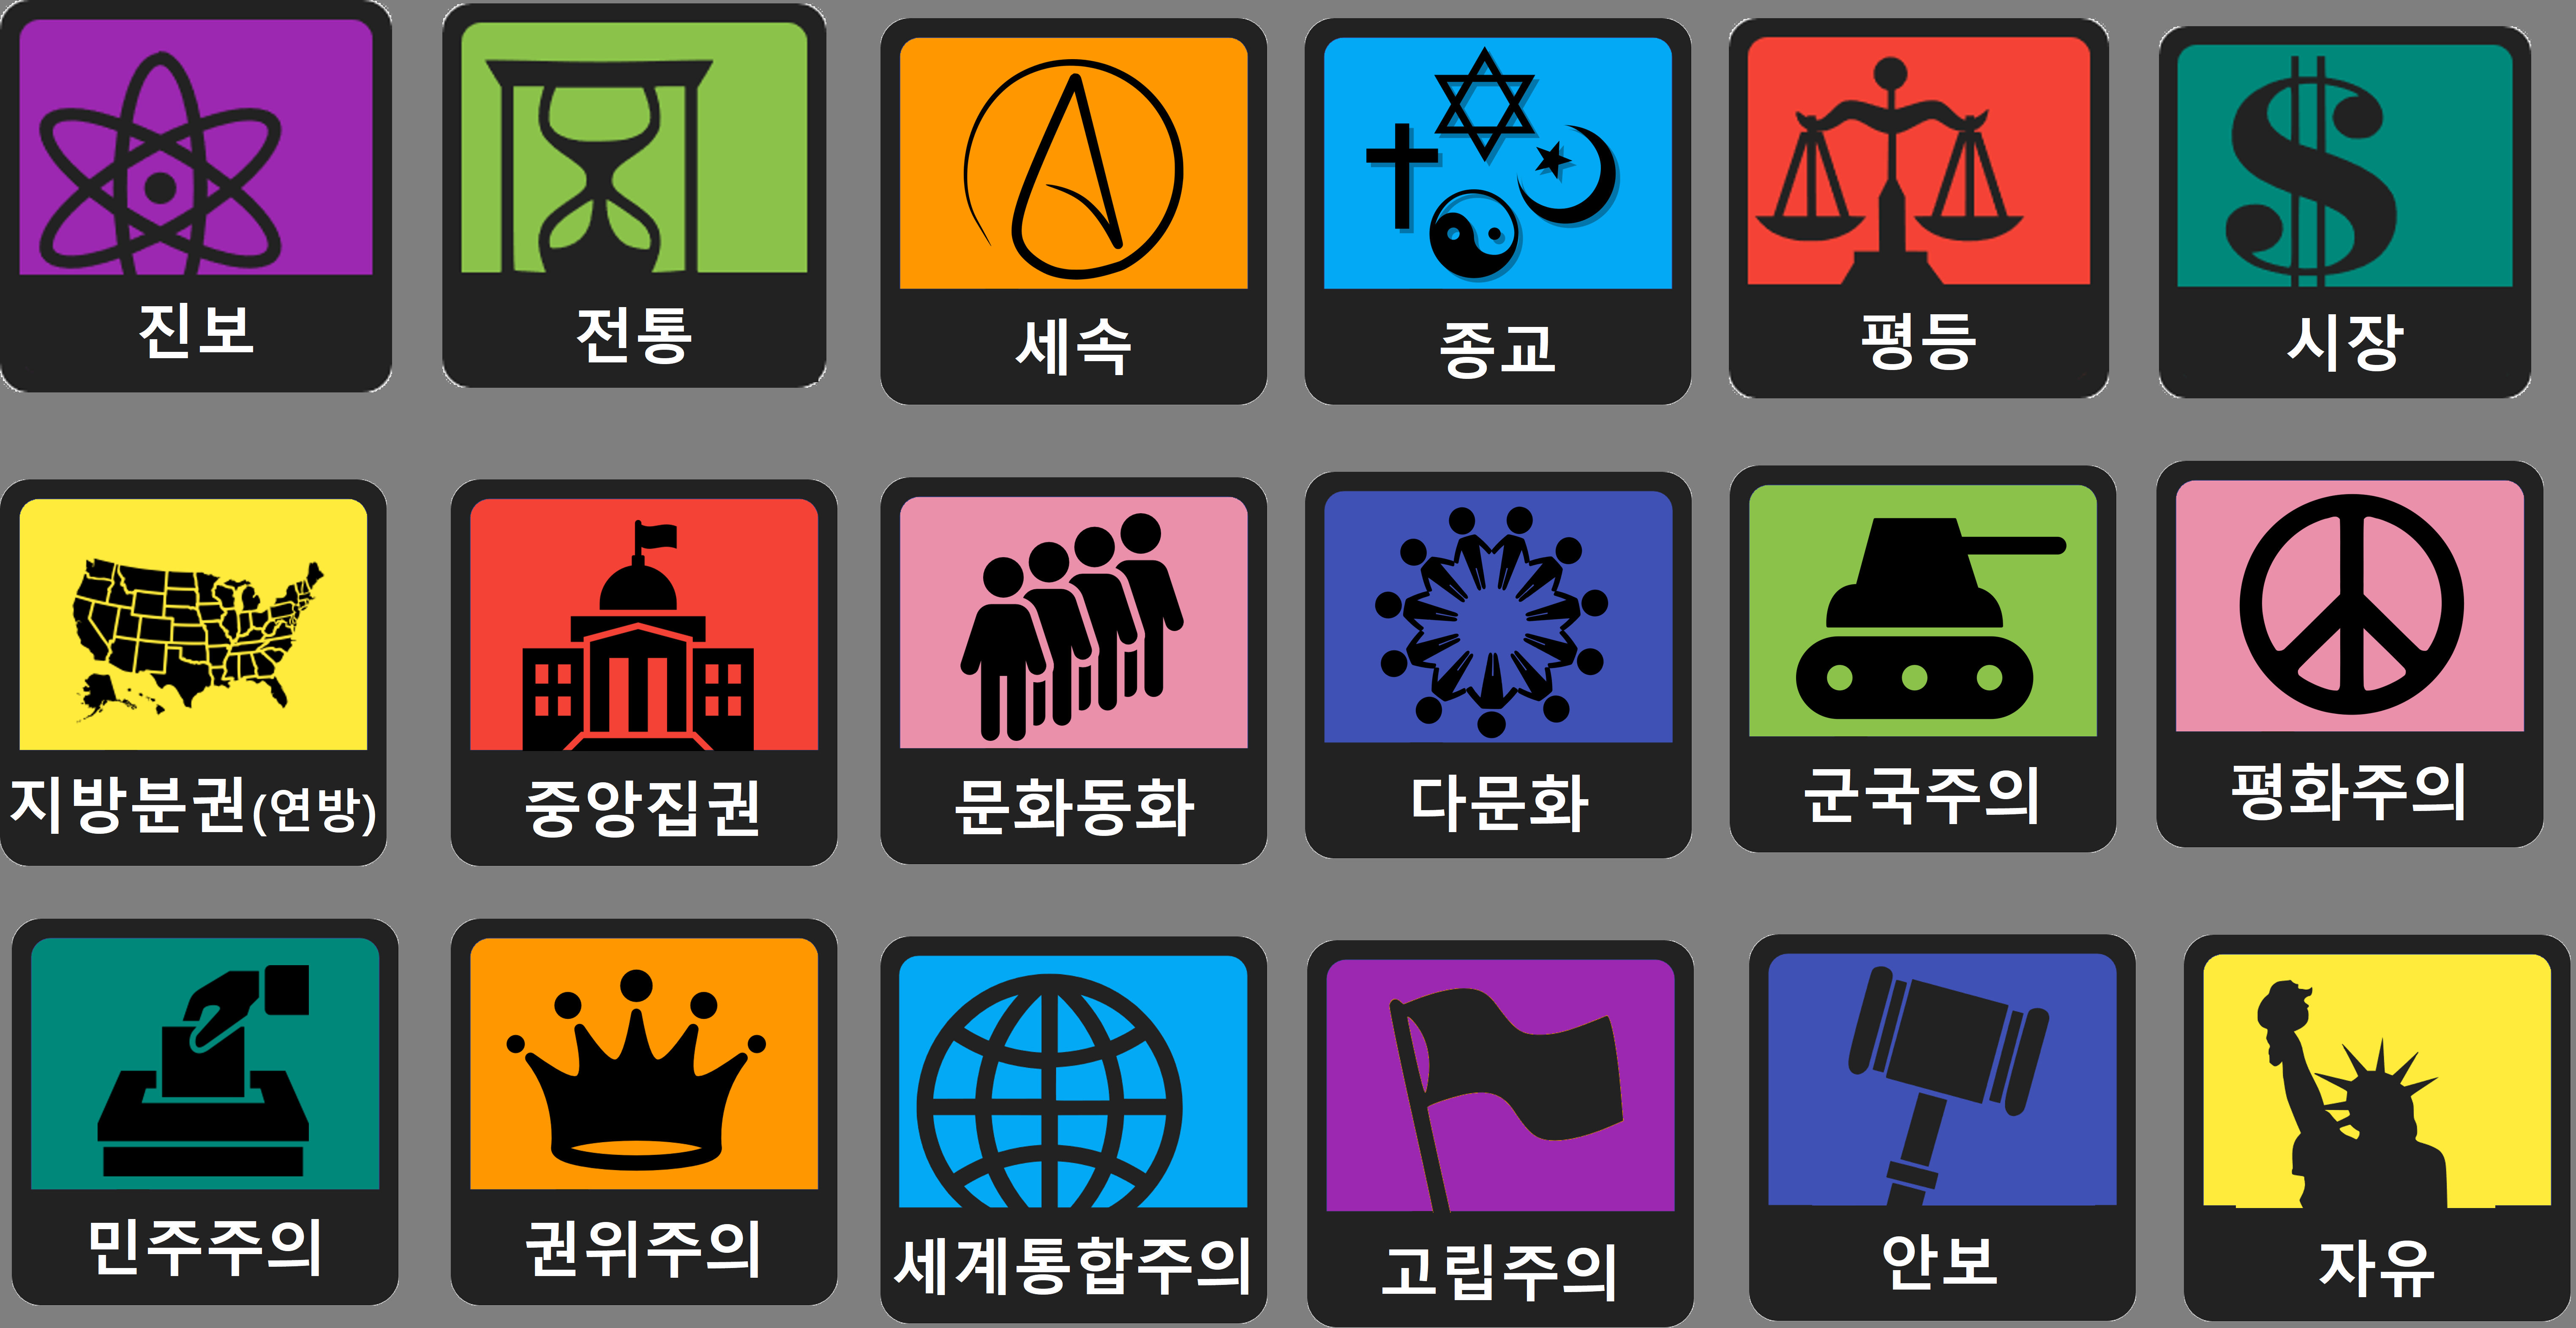 진보
전통
세속
종교
평등
시장
지방분권(연방)
중앙집권
문화동화
다문화
군국주의
평화주의
민주주의
권위주의
세계통합주의
고립주의
안보
자유